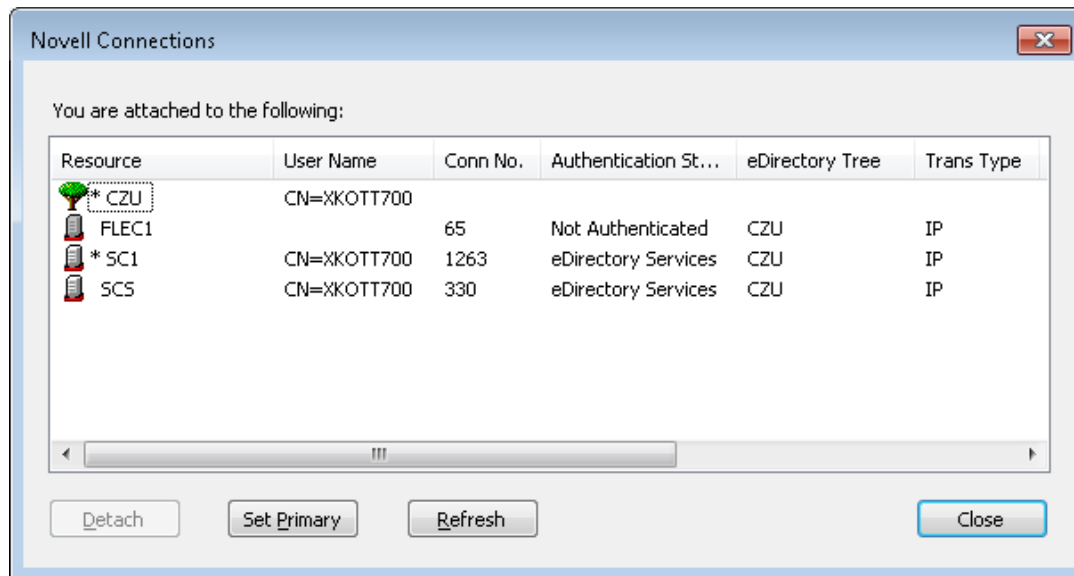 Novell Connections
You are attached to the following:
Resource User Name Conn No. Authentication St... eDirectory Tree Trans Type
* CZU CN=XKOTT700
FLEC1 65 Not Authenticated CZU IP
* SC1 CN=XKOTT700 1263 eDirectory Services CZU IP
SCS CN=XKOTT700 330 eDirectory Services CZU IP
Detach Set Primary Refresh Close